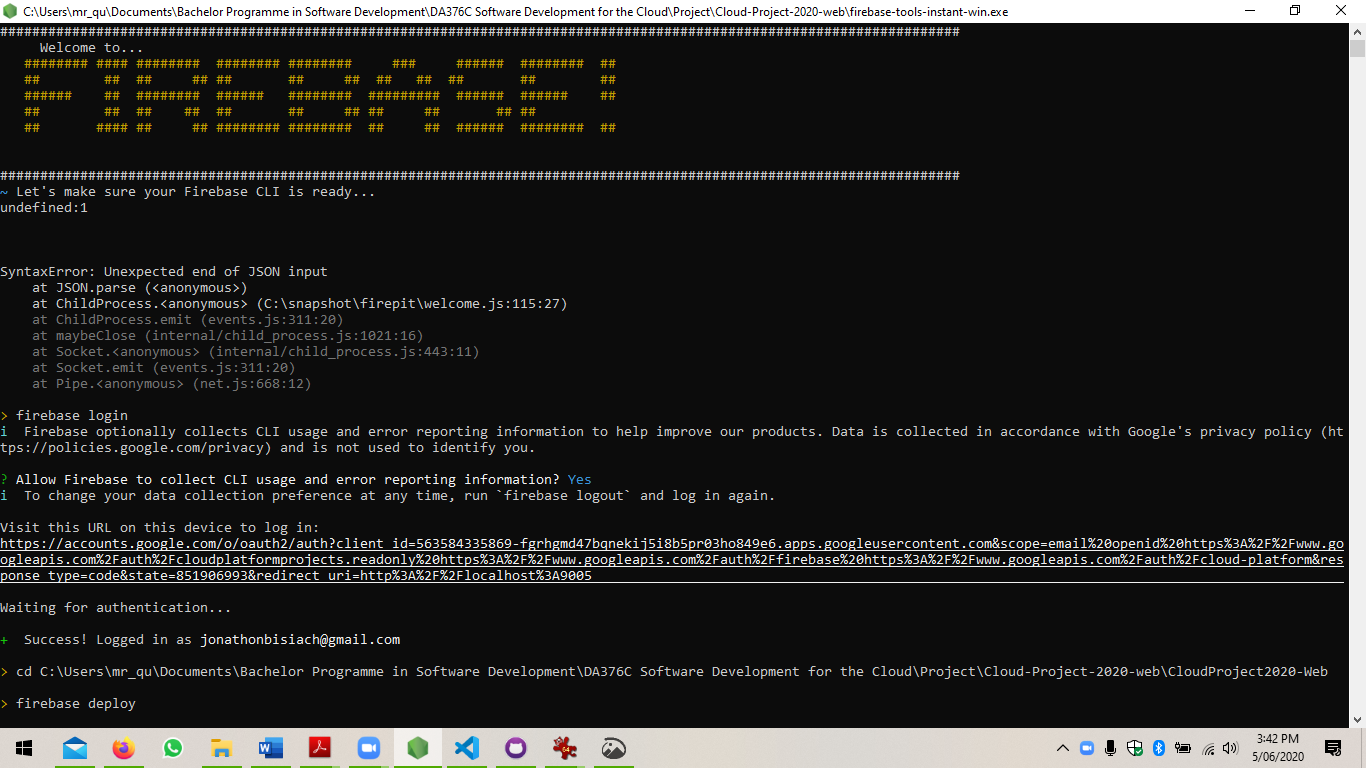 C:\Users\mr_qu\Documents\Bachelor Programme in Software Development\DA376C Software Development for the Cloud\Project\Cloud-Project-2020-web\firebase-tools-instant-win.exe
########################################################################################################################
Welcome to...
######## #### ########  ######## ########     ###     ######  ########  ##
##        ##  ##     ## ##       ##     ##  ##   ##  ##       ##        ##
######    ##  ########  ######   ########  #########  ######  ######    ##
##        ##  ##    ##  ##       ##     ## ##     ##       ## ##
##       #### ##     ## ######## ########  ##     ##  ######  ########  ##
########################################################################################################################
~ Let's make sure your Firebase CLI is ready...
undefined:1
SyntaxError: Unexpected end of JSON input
at JSON.parse (<anonymous>)
at ChildProcess.<anonymous> (C:\snapshot\firepit\welcome.js:115:27)
at ChildProcess.emit (events.js:311:20)
at maybeClose (internal/child_process.js:1021:16)
at Socket.<anonymous> (internal/child_process.js:443:11)
at Socket.emit (events.js:311:20)
at Pipe.<anonymous> (net.js:668:12)
> firebase login
i  Firebase optionally collects CLI usage and error reporting information to help improve our products. Data is collected in accordance with Google's privacy policy (ht
tps://policies.google.com/privacy) and is not used to identify you.
? Allow Firebase to collect CLI usage and error reporting information? Yes
i  To change your data collection preference at any time, run `firebase logout` and log in again.
Visit this URL on this device to log in:
https://accounts.google.com/o/oauth2/auth?client_id=563584335869-fgrhgmd47bqnekij5i8b5pr03ho849e6.apps.googleusercontent.com&scope=email%20openid%20https%3A%2F%2Fwww.go
ogleapis.com%2Fauth%2Fcloudplatformprojects.readonly%20https%3A%2F%2Fwww.googleapis.com%2Fauth%2Ffirebase%20https%3A%2F%2Fwww.googleapis.com%2Fauth%2Fcloud-platform&res
ponse_type=code&state=851906993&redirect_uri=http%3A%2F%2Flocalhost%3A9005
Waiting for authentication...
+  Success! Logged in as jonathonbisiach@gmail.com
> cd C:\Users\mr_qu\Documents\Bachelor Programme in Software Development\DA376C Software Development for the Cloud\Project\Cloud-Project-2020-web\CloudProject2020-Web
> firebase deploy
W
64
3:42 PM
5/06/2020